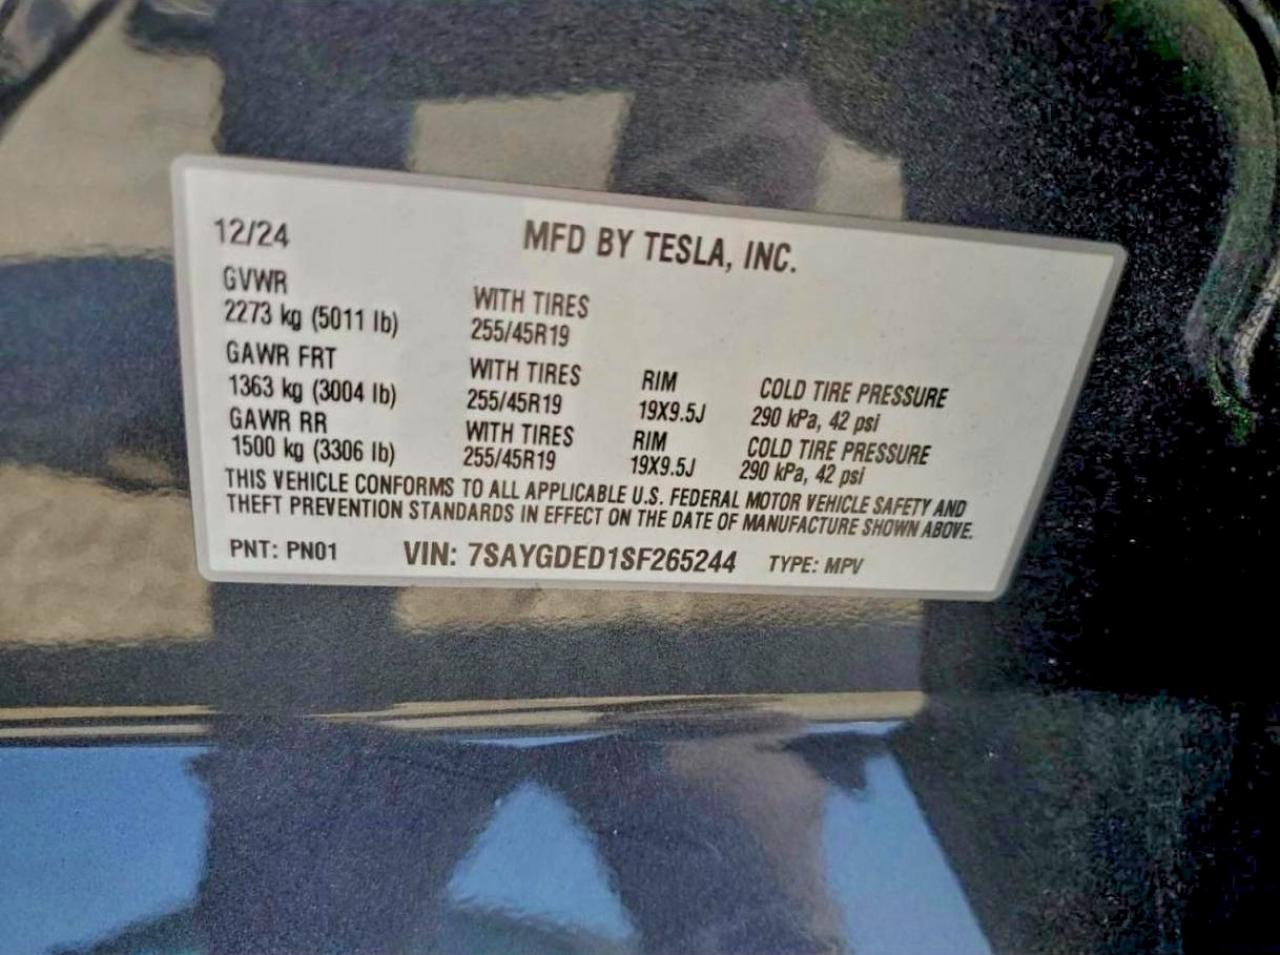 12/24 MFD BY TESLA, INC.
GVWR
2273 kg (5011 lb) WITH TIRES 255/45R19
GAWR FRT
1363 kg (3004 lb) WITH TIRES 255/45R19 RIM 19X9.5J COLD TIRE PRESSURE 290 kPa, 42 psi
GAWR RR
1500 kg (3306 lb) WITH TIRES 255/45R19 RIM 19X9.5J COLD TIRE PRESSURE 290 kPa, 42 psi
THIS VEHICLE CONFORMS TO ALL APPLICABLE U.S. FEDERAL MOTOR VEHICLE SAFETY AND
THEFT PREVENTION STANDARDS IN EFFECT ON THE DATE OF MANUFACTURE SHOWN ABOVE.
PNT: PN01 VIN: 7SAYGDED1SF265244 TYPE: MPV